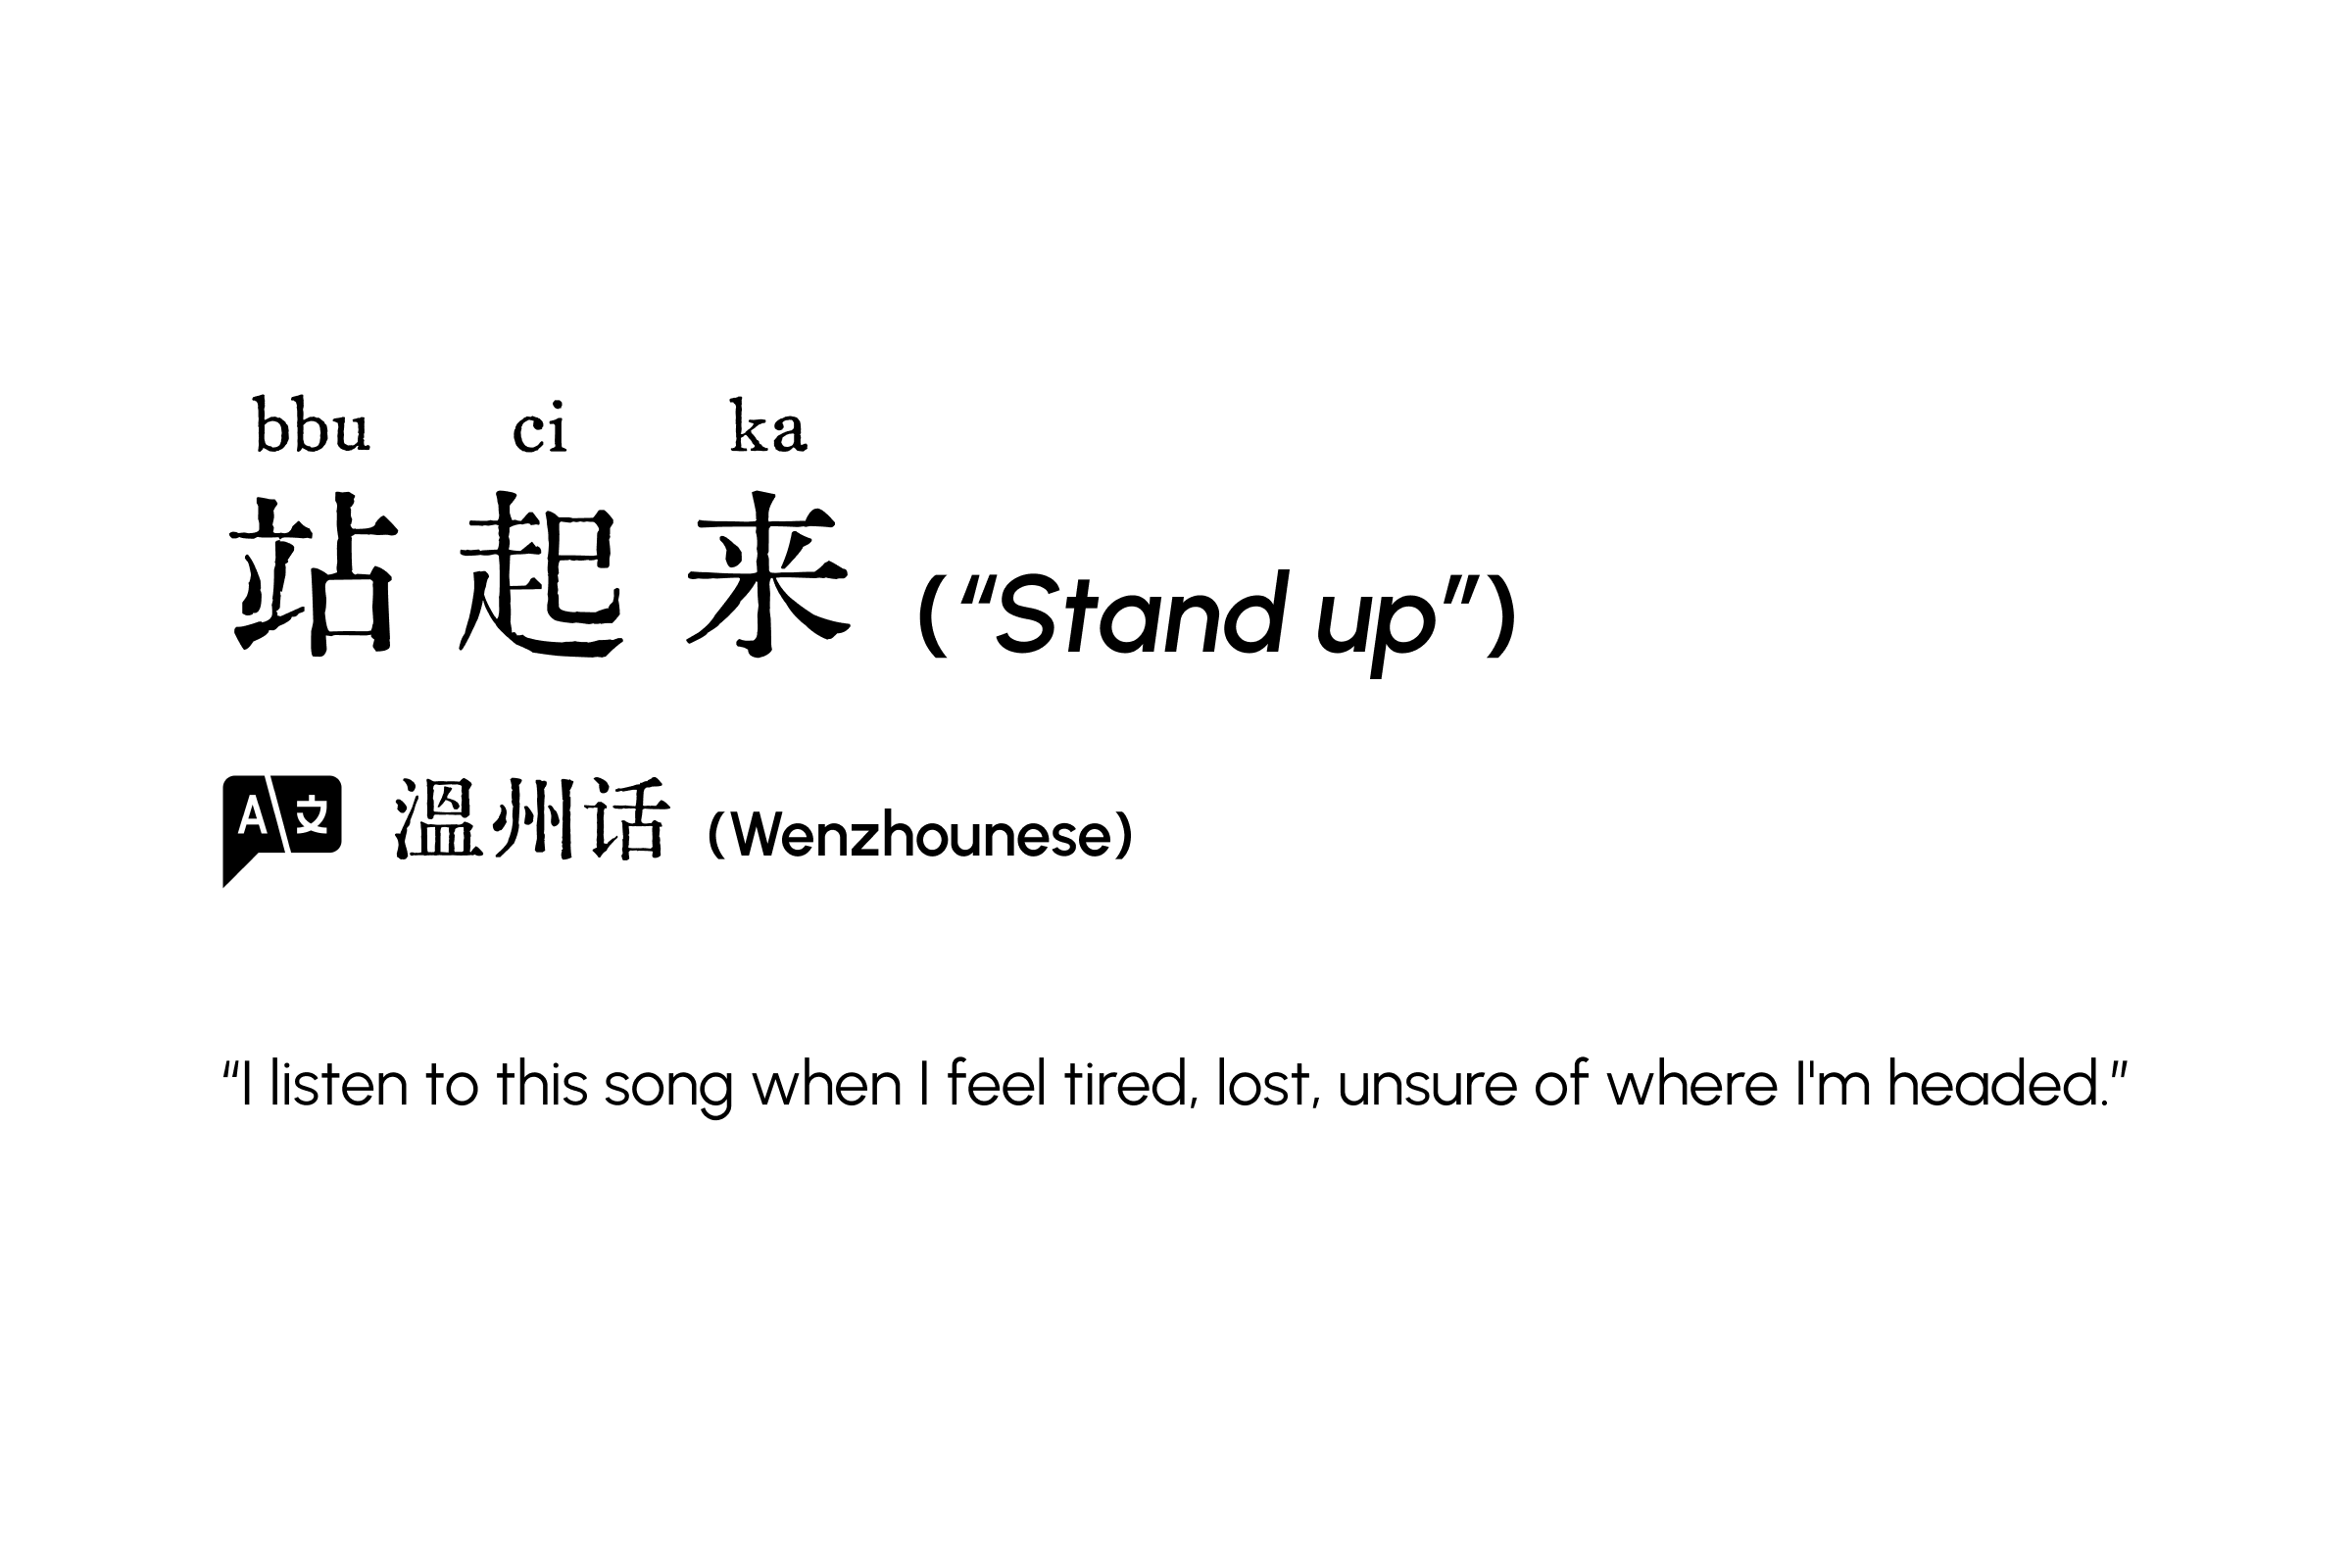 bbu ci ka
站起来 (“Stand up”)
A 文 温州话 (Wenzhounese)
“I listen to this song when I feel tired, lost, unsure of where I'm headed.”